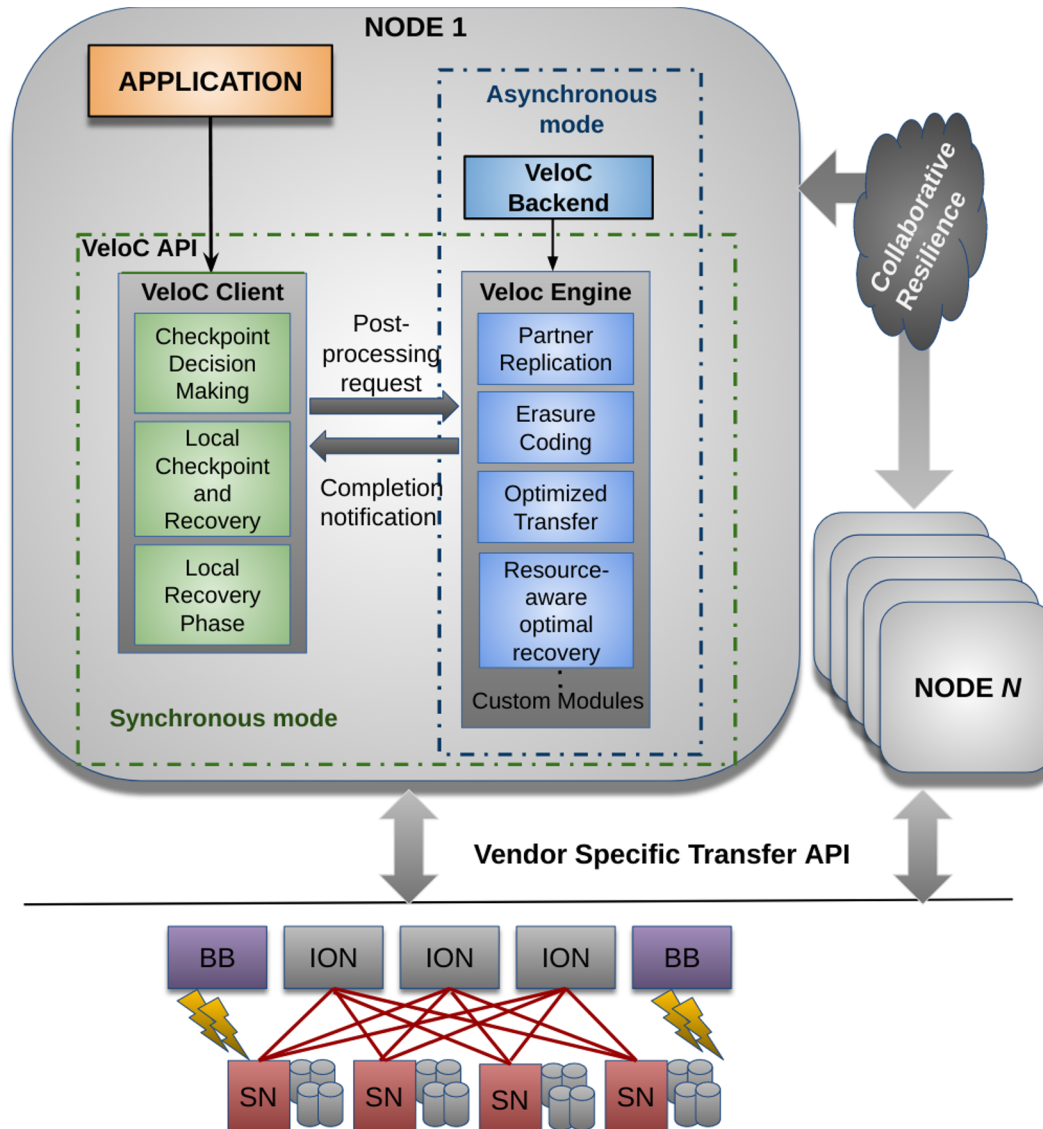 NODE 1
APPLICATION
Asynchronous
mode
VeloC
Backend
Collaborative
Resilience
VeloC API
VeloC Client
Checkpoint
Decision
Making
Local
Checkpoint
and
Recovery
Local
Recovery
Phase
Post-
processing
request
Completion
notification
Veloc Engine
Partner
Replication
Erasure
Coding
Optimized
Transfer
Resource-
aware
optimal
recovery
Custom Modules
Synchronous mode
NODE N
Vendor Specific Transfer API
BB
ION
ION
ION
BB
SN
SN
SN
SN